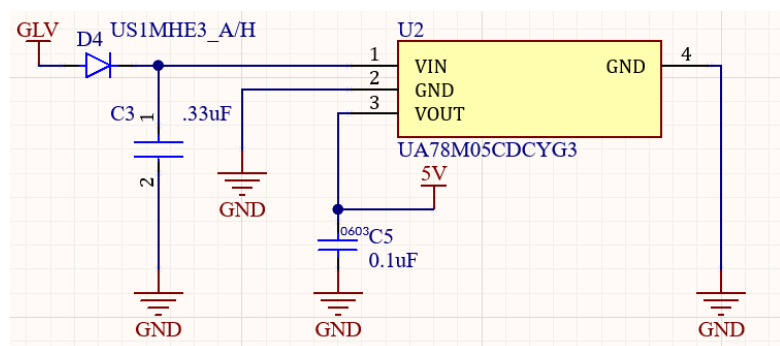 GLV
D4
US1MHE3_A/H
U2
1
VIN
GND
4
2
GND
3
VOUT
C3
1
.33uF
2
UA78M05CDCYG3
5V
GND
0603
C5
0.1uF
GND
GND
GND